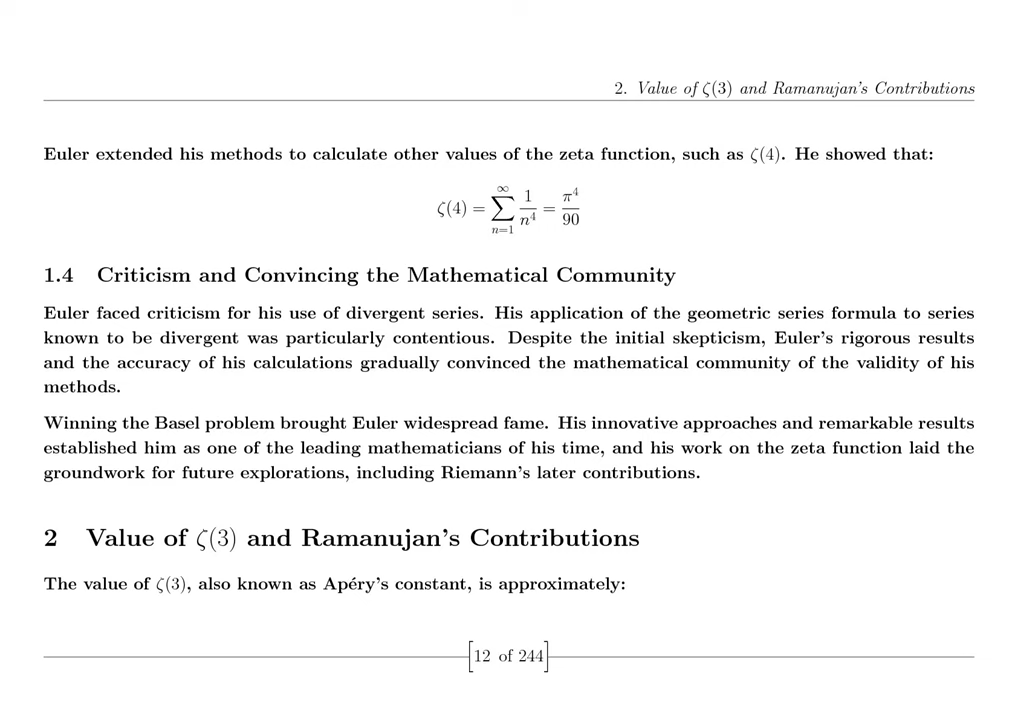 2. Value of ζ(3) and Ramanujan's Contributions
Euler extended his methods to calculate other values of the zeta function, such as ζ(4). He showed that:
ζ(4) = ∑_{n=1}^{∞} 1/n^4 = π^4/90
1.4 Criticism and Convincing the Mathematical Community
Euler faced criticism for his use of divergent series. His application of the geometric series formula to series
known to be divergent was particularly contentious. Despite the initial skepticism, Euler's rigorous results
and the accuracy of his calculations gradually convinced the mathematical community of the validity of his
methods.
Winning the Basel problem brought Euler widespread fame. His innovative approaches and remarkable results
established him as one of the leading mathematicians of his time, and his work on the zeta function laid the
groundwork for future explorations, including Riemann's later contributions.
2 Value of ζ(3) and Ramanujan's Contributions
The value of ζ(3), also known as Apéry's constant, is approximately:
[12 of 244]